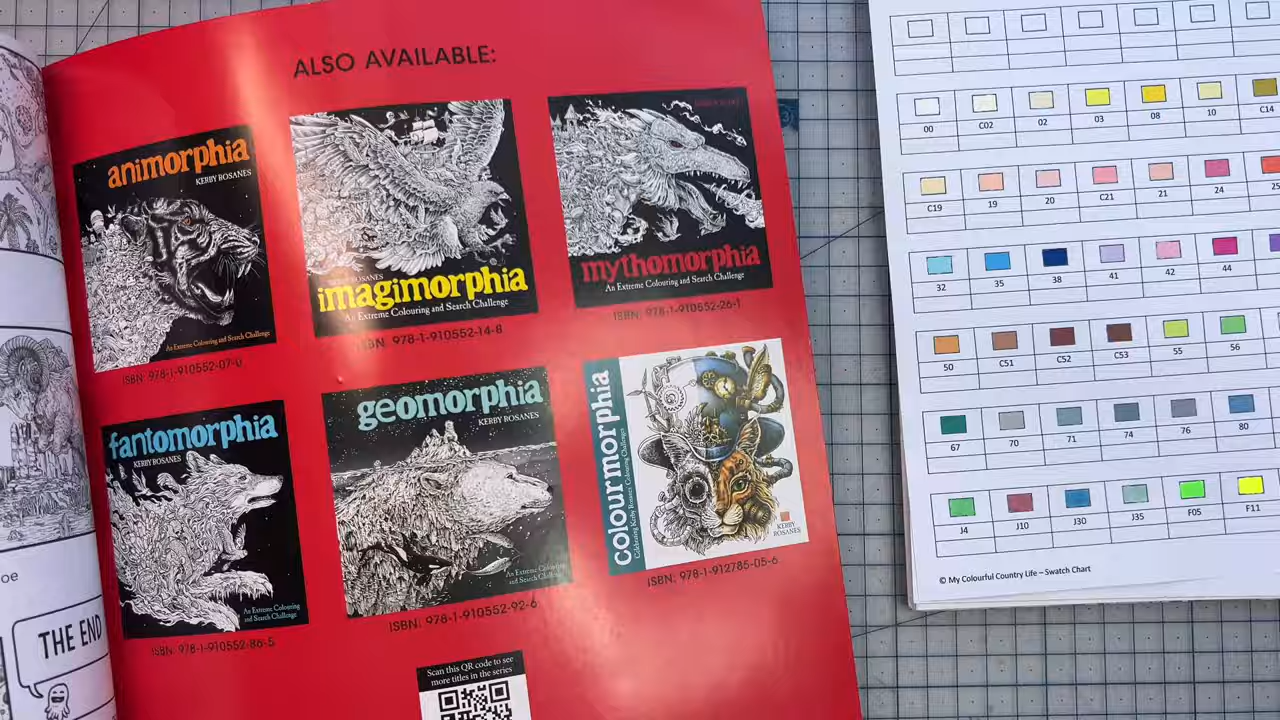 ALSO AVAILABLE:
animorphia
KERBY ROSANES
An Extreme Colouring and Search Challenge
ISBN: 978-1-910552-07-0
ROSANES
imagimorphia
An Extreme Colouring and Search Challenge
ISBN: 978-1-910552-14-8
mythomorphia
An Extreme Colouring and Search Challenge
ISBN: 978-1-910552-26-1
fantomorphia
KERBY ROSANES
An Extreme Colouring
and Search Challenge
ISBN: 978-1-910552-86-5
geomorphia
KERBY ROSANES
An Extreme Colouring
and Search Challenge
ISBN: 978-1-910552-92-6
colourmorphia
Celebrating Kerby Rosanes' Colouring Challenges
KERBY
ROSANES
ISBN: 978-1-912785-05-6
Scan this QR code to see
more titles in the series
oe
THE END
00 C02 02 03 08 10 C14
C19 19 20 C21 21 24 25
32 35 38 41 42 44
50 C51 C52 C53 55 56
67 70 71 74 76 80
J4 J10 J30 J35 F05 F11
© My Colourful Country Life – Swatch Chart